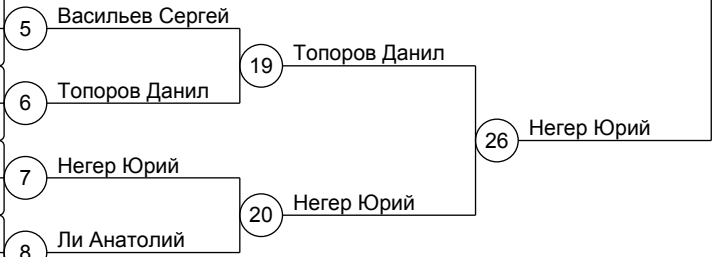 5 Васильев Сергей
19 Топоров Данил
6 Топоров Данил
26 Негер Юрий
7 Негер Юрий
20 Негер Юрий
8 Ли Анатолий